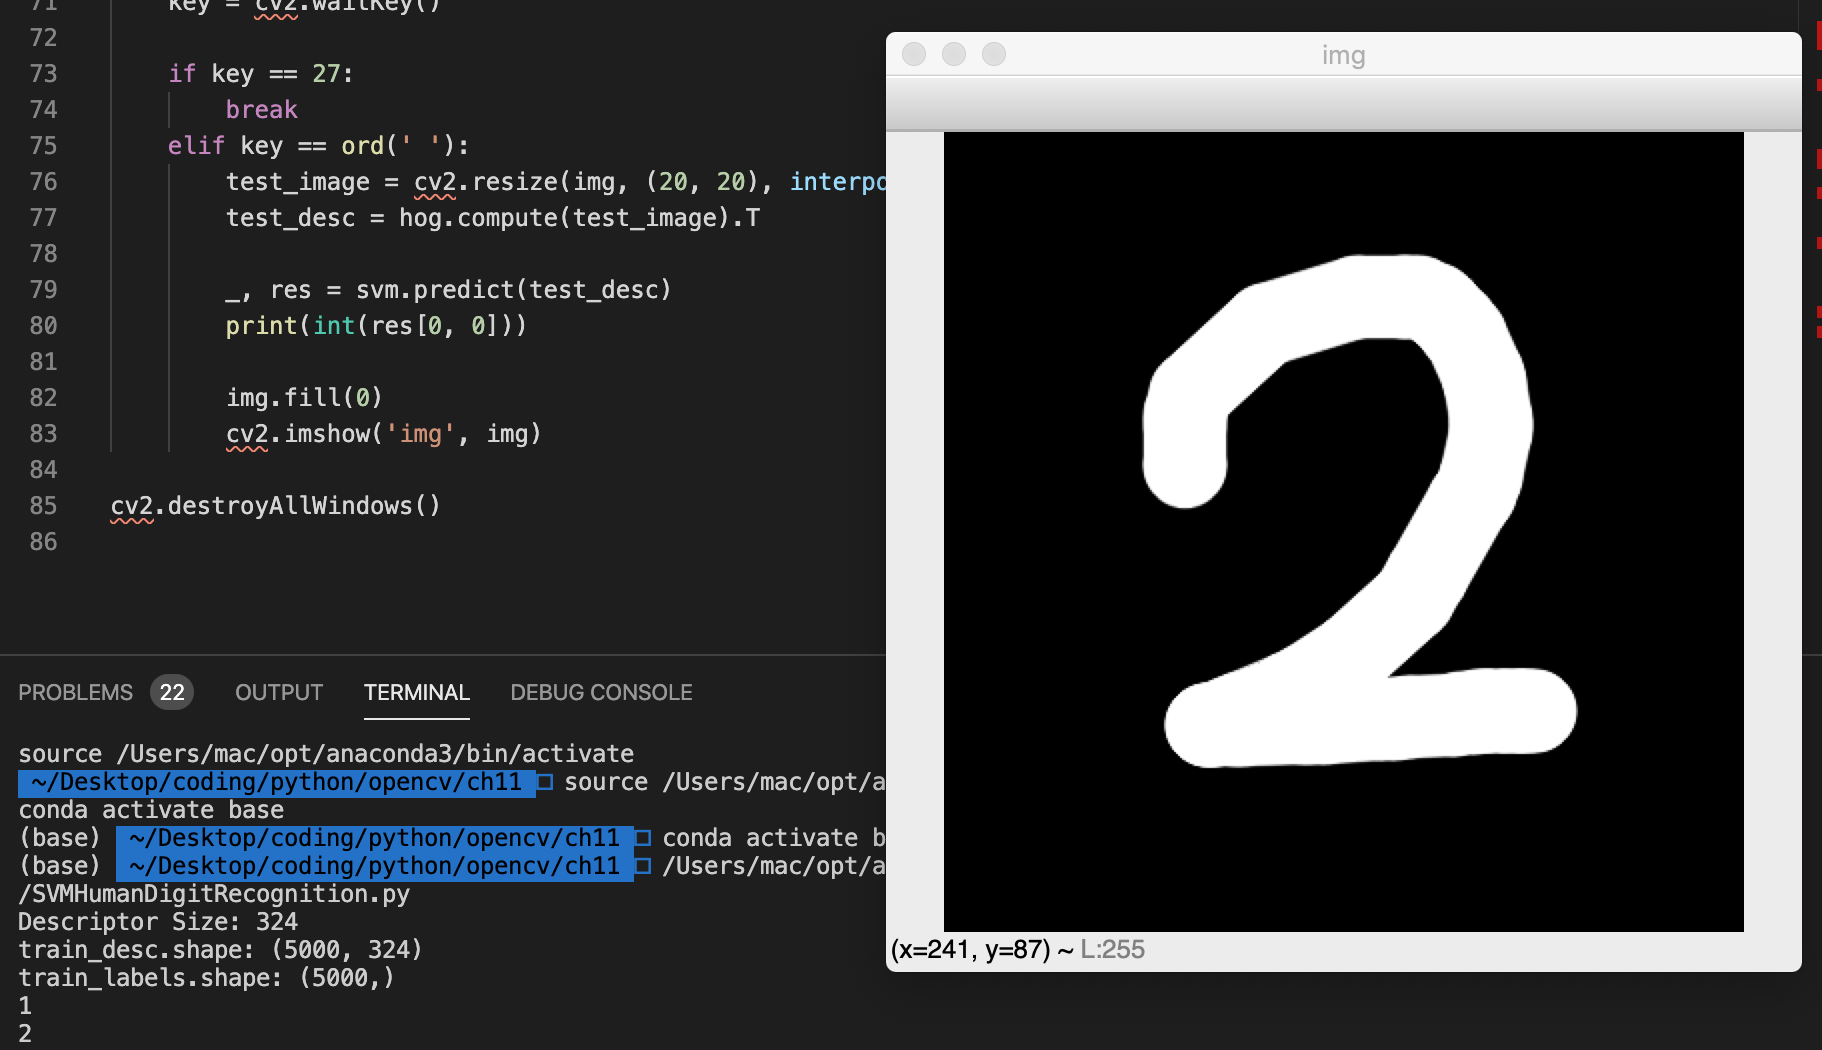 71 key = cv2.waitKey()
72
73 if key == 27:
74 break
75 elif key == ord(' '):
76 test_image = cv2.resize(img, (20, 20), interpo
77 test_desc = hog.compute(test_image).T
78
79 _, res = svm.predict(test_desc)
80 print(int(res[0, 0]))
81
82 img.fill(0)
83 cv2.imshow('img', img)
84
85 cv2.destroyAllWindows()
86
img
2
(x=241, y=87) ~ L:255
PROBLEMS 22 OUTPUT TERMINAL DEBUG CONSOLE
source /Users/mac/opt/anaconda3/bin/activate
~/Desktop/coding/python/opencv/ch11 source /Users/mac/opt/a
conda activate base
(base) ~/Desktop/coding/python/opencv/ch11 conda activate b
(base) ~/Desktop/coding/python/opencv/ch11 /Users/mac/opt/a
/SVMHumanDigitRecognition.py
Descriptor Size: 324
train_desc.shape: (5000, 324)
train_labels.shape: (5000,)
1
2